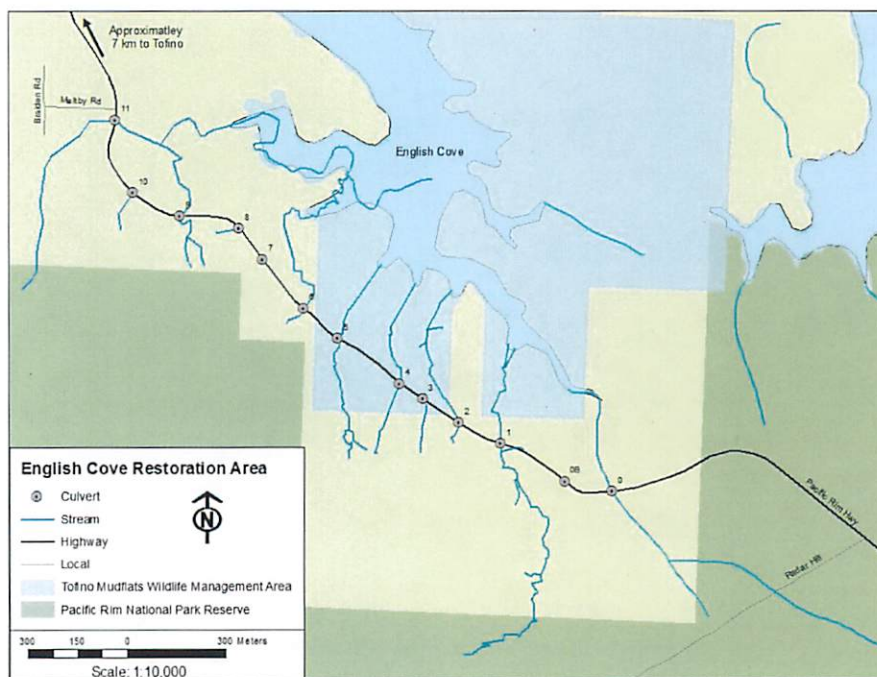 Approximatley
7 km to Tofino
Maltby Rd
11
English Cove
10
9
8
7
6
5
4
3
2
1
0B
0
Pacific Rim Hwy
Radar Hill
English Cove Restoration Area
Culvert
Stream
N
Highway
Local
Tofino Mudflats Wildlife Management Area
Pacific Rim National Park Reserve
300 150 0 300 Meters
Scale: 1:10,000